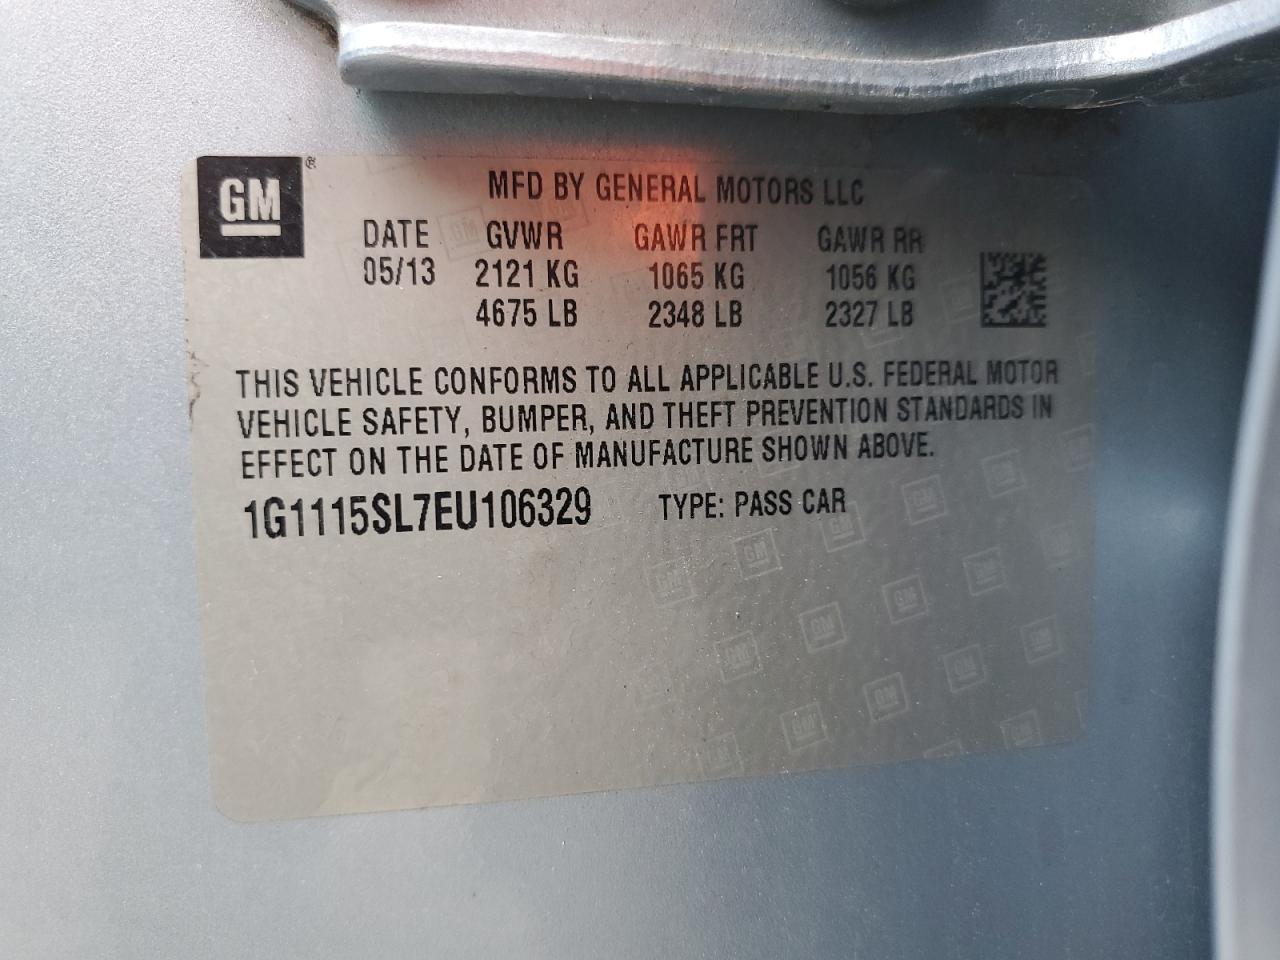 GM ®
MFD BY GENERAL MOTORS LLC
DATE GVWR GAWR FRT GAWR RR
05/13 2121 KG 1065 KG 1056 KG
4675 LB 2348 LB 2327 LB
THIS VEHICLE CONFORMS TO ALL APPLICABLE U.S. FEDERAL MOTOR
VEHICLE SAFETY, BUMPER, AND THEFT PREVENTION STANDARDS IN
EFFECT ON THE DATE OF MANUFACTURE SHOWN ABOVE.
1G1115SL7EU106329 TYPE: PASS CAR